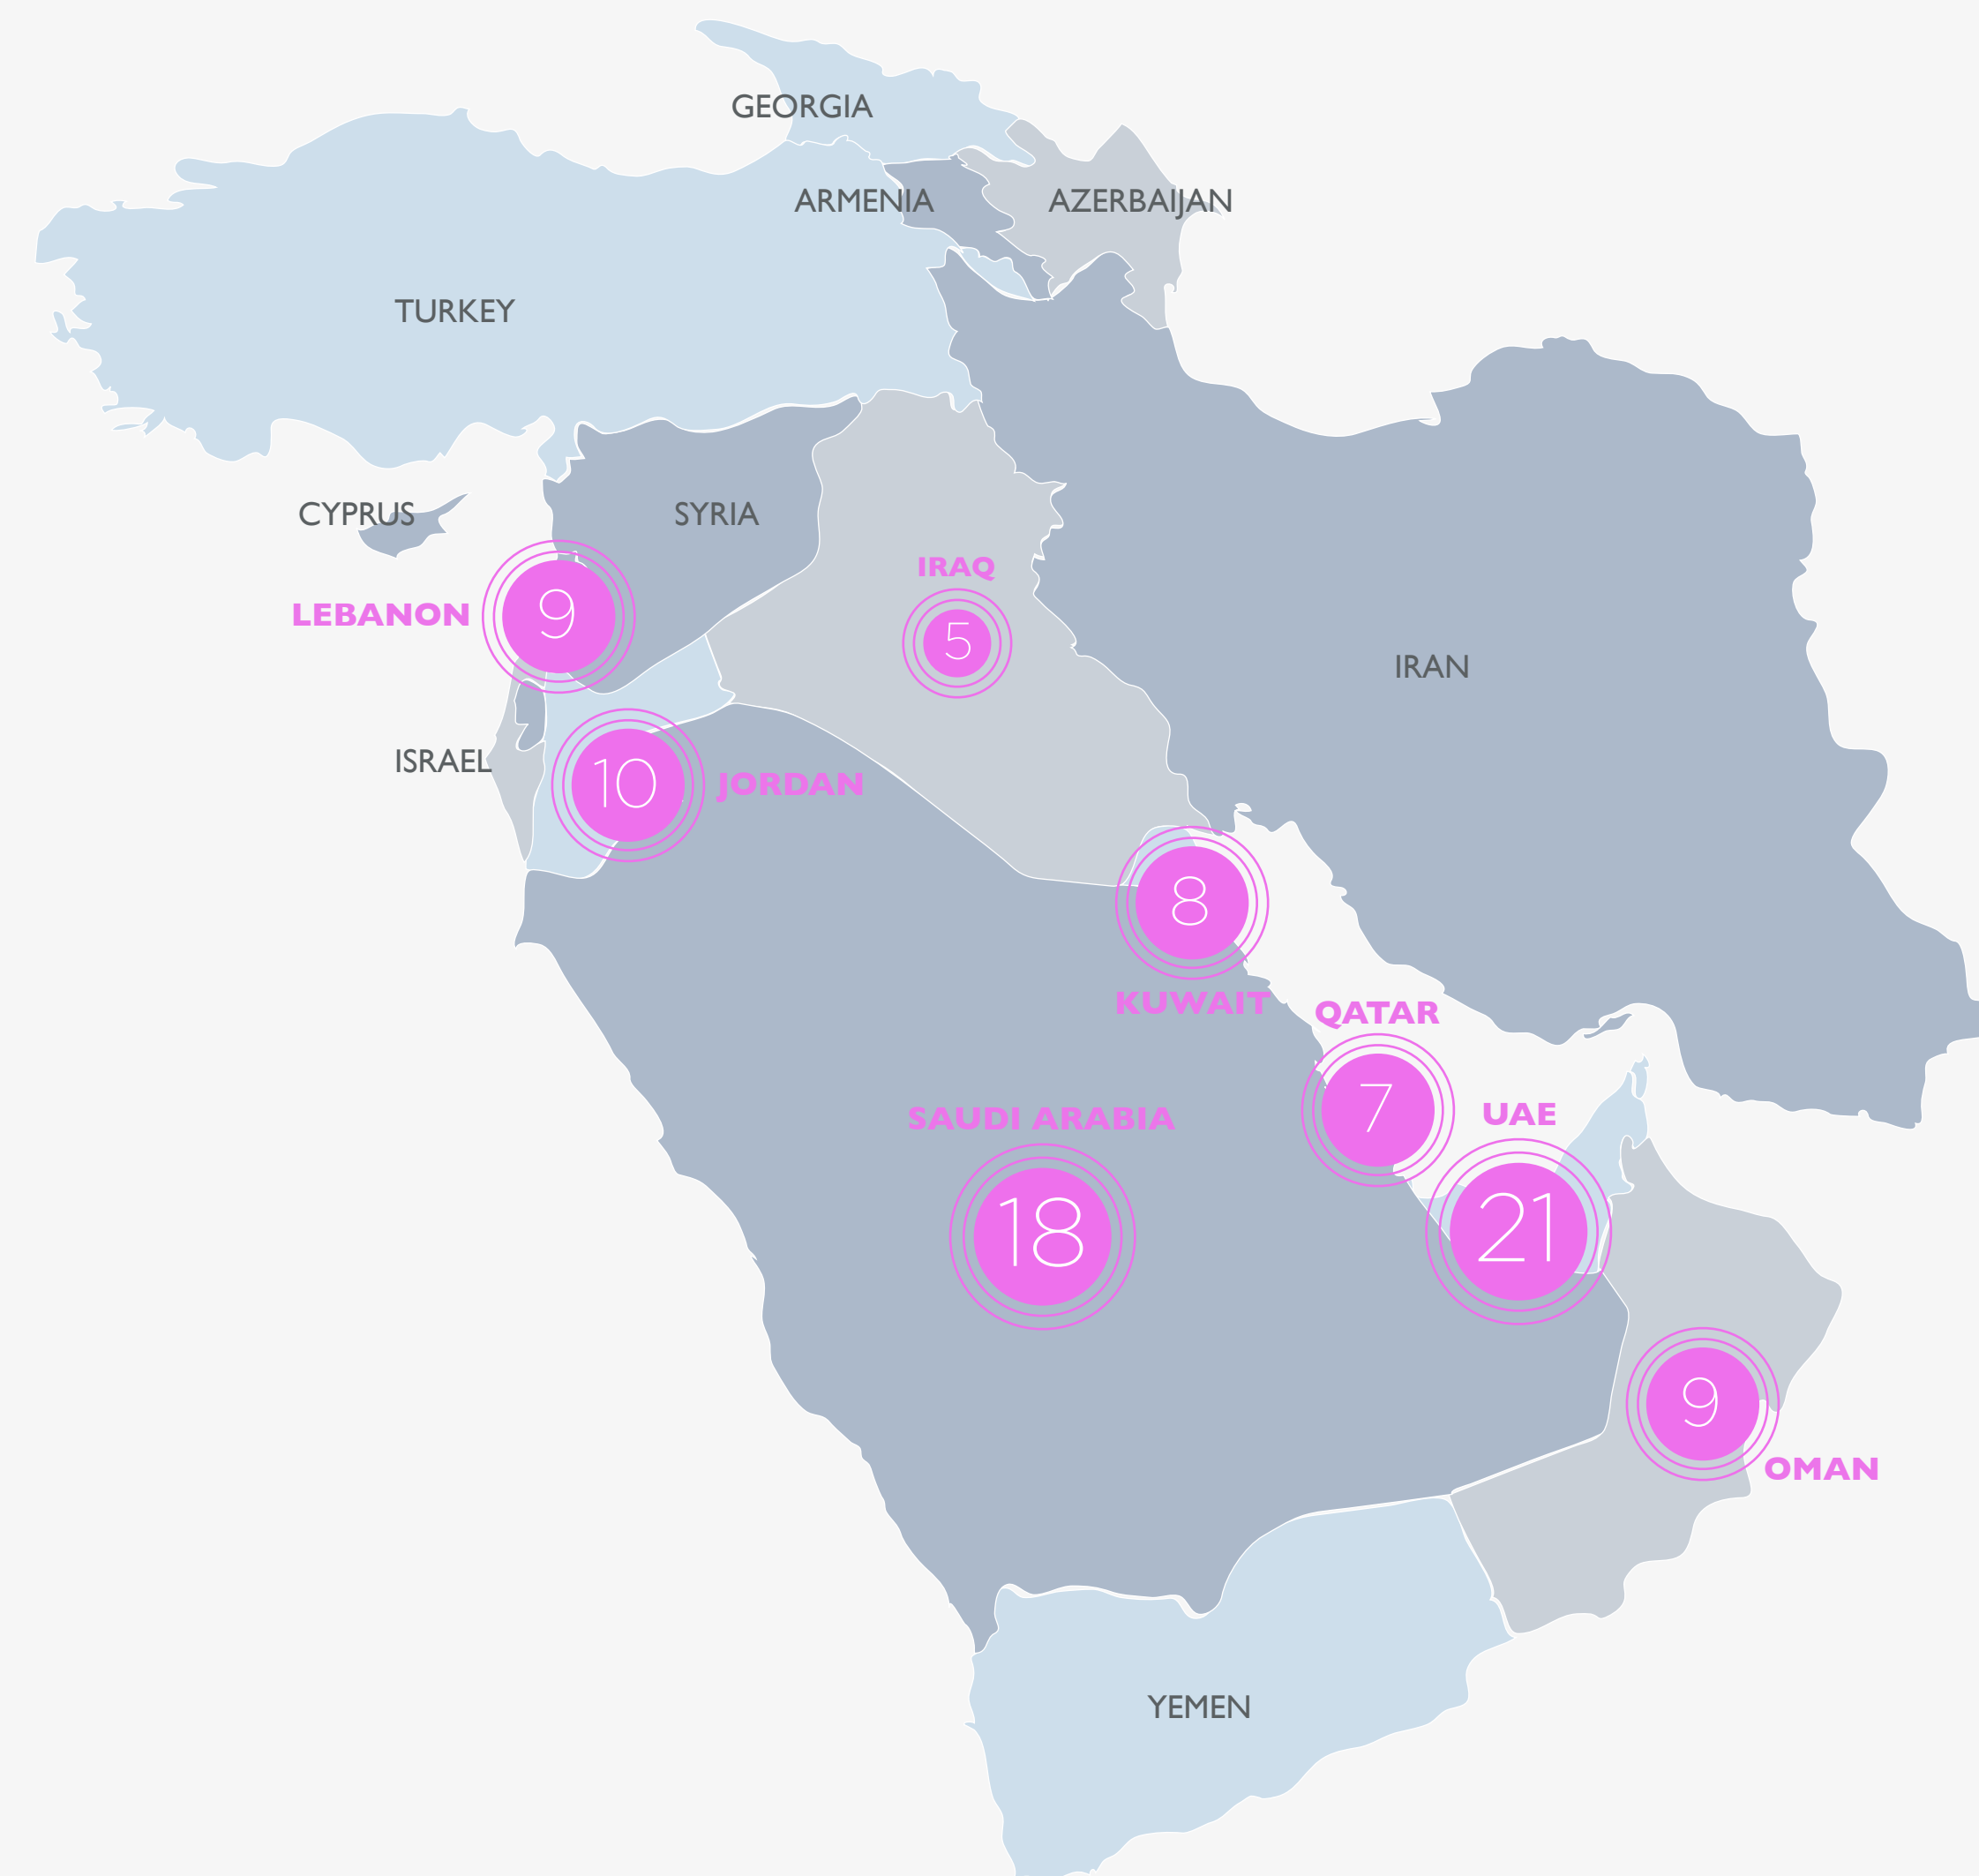 GEORGIA
ARMENIA
AZERBAIJAN
TURKEY
CYPRUS
SYRIA
IRAQ
5
LEBANON
9
IRAN
ISRAEL
10
JORDAN
8
KUWAIT
QATAR
7
SAUDI ARABIA
18
UAE
21
9
OMAN
YEMEN